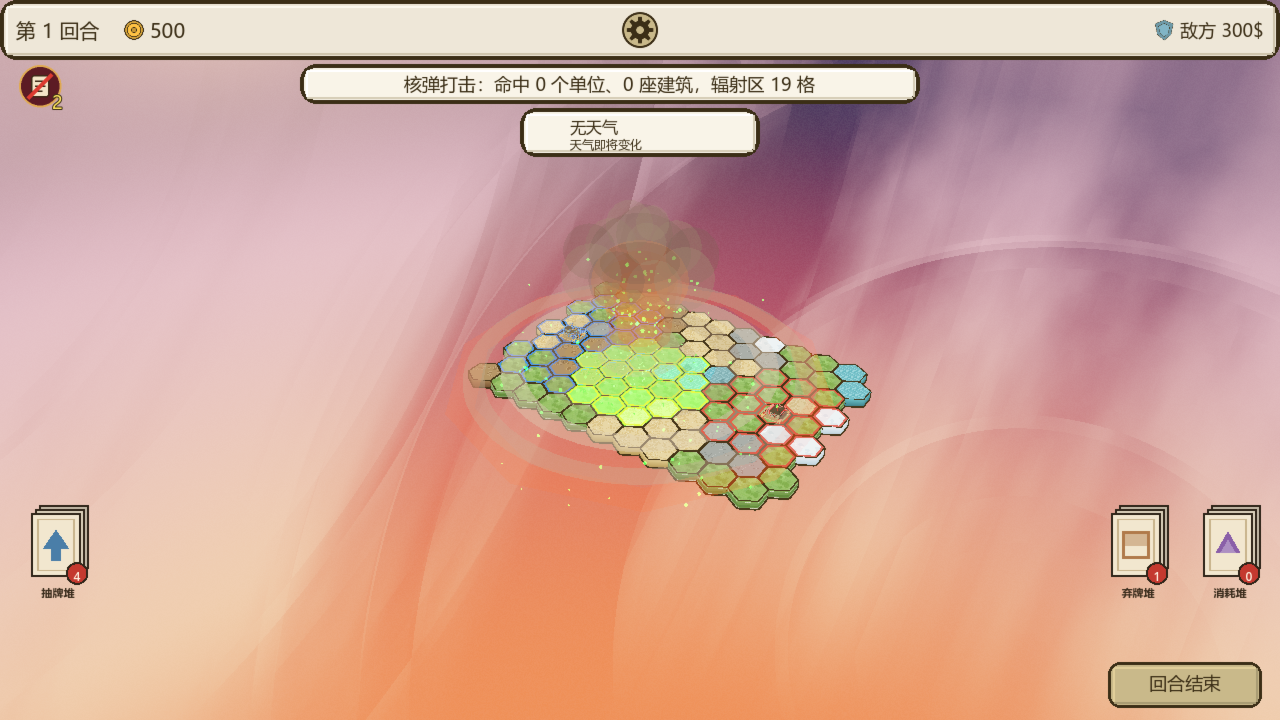 第 1 回合
500
敌方 300$
2
核弹打击：命中 0 个单位、0 座建筑，辐射区 19 格
无天气
天气即将变化
4
抽牌堆
1
弃牌堆
0
消耗堆
回合结束